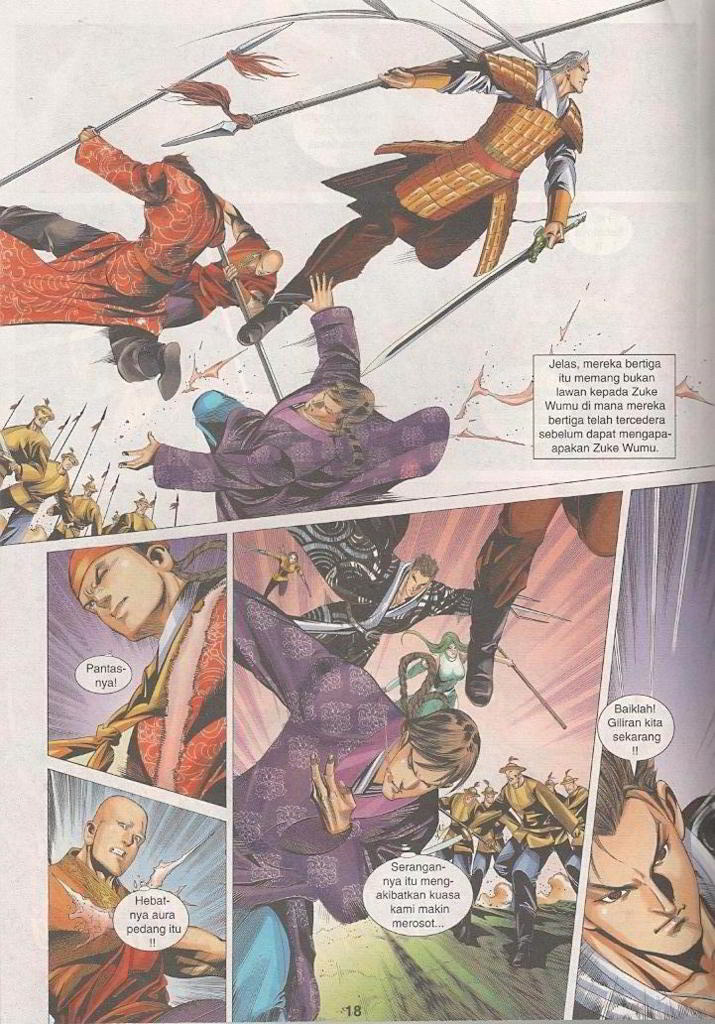 Jelas, mereka bertiga
itu memang bukan
lawan kepada Zuke
Wumu di mana mereka
bertiga telah tercedera
sebelum dapat mengapa-
apakan Zuke Wumu.
Pantas-
nya!
Hebat-
nya aura
pedang itu
!!
Serangan-
nya itu meng-
akibatkan kuasa
kami makin
merosot...
Baiklah!
Giliran kita
sekarang
!!
18